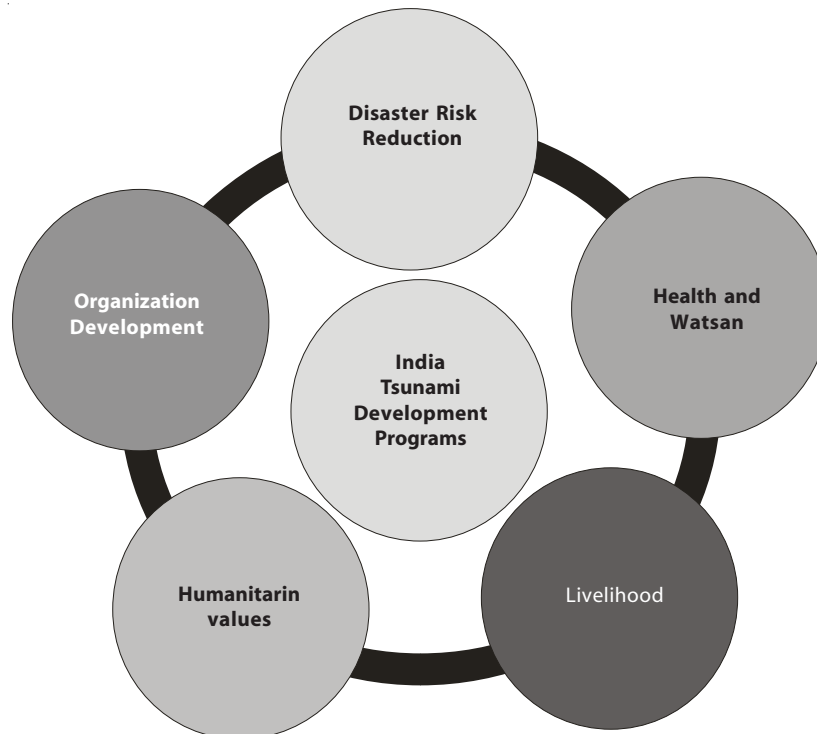 Disaster Risk
Reduction
Organization
Development
Health and
Watsan
India
Tsunami
Development
Programs
Humanitarin
values
Livelihood